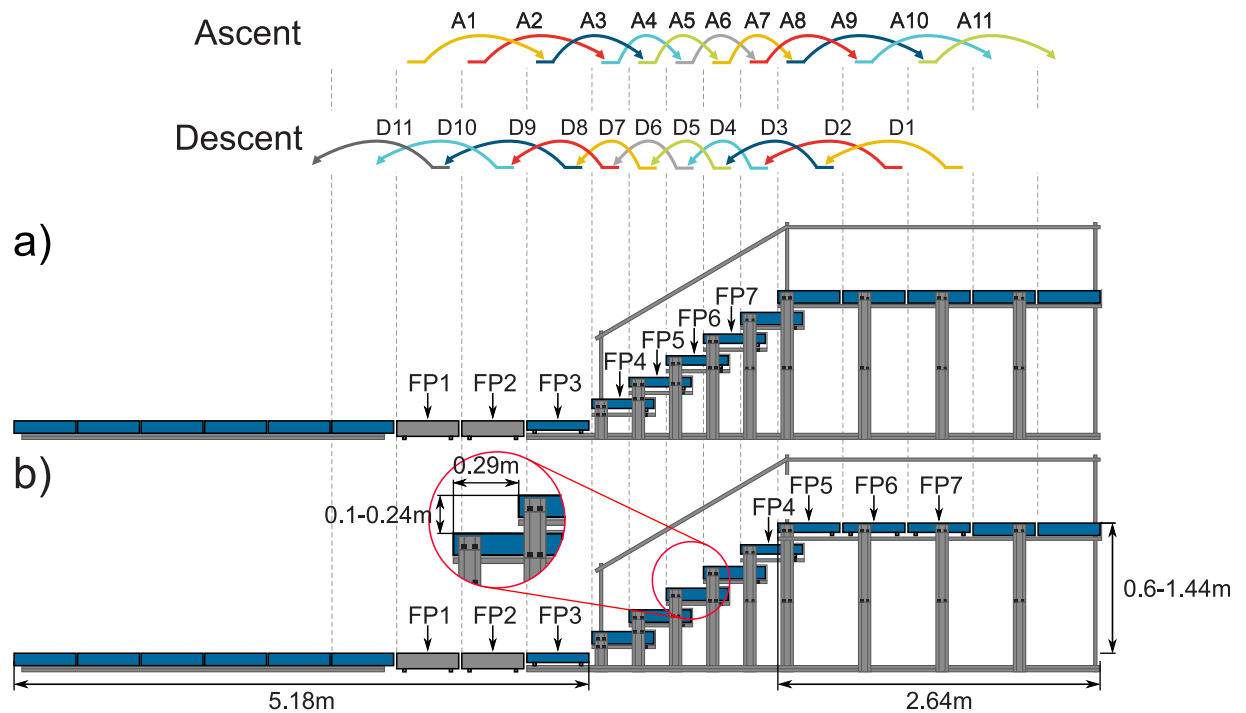 Ascent
A1 A2 A3 A4 A5 A6 A7 A8 A9 A10 A11
Descent
D11 D10 D9 D8 D7 D6 D5 D4 D3 D2 D1
a)
FP7
FP6
FP5
FP4
FP1 FP2 FP3
b)
0.29m
0.1-0.24m
FP5 FP6 FP7
FP4
0.6-1.44m
FP1 FP2 FP3
5.18m
2.64m